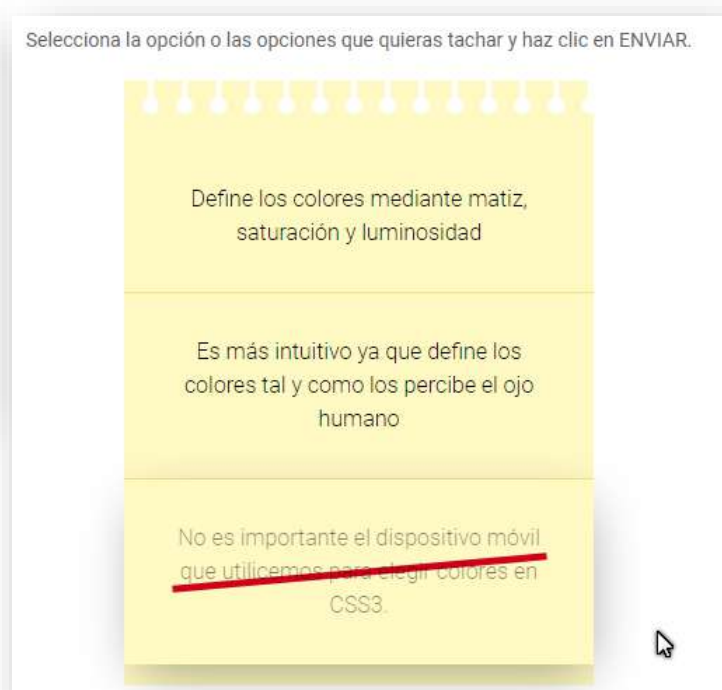 Selecciona la opción o las opciones que quieras tachar y haz clic en ENVIAR.
Define los colores mediante matiz,
saturación y luminosidad
Es más intuitivo ya que define los
colores tal y como los percibe el ojo
humano
No es importante el dispositivo móvil
que utilicemos para elegir colores en
CSS3.